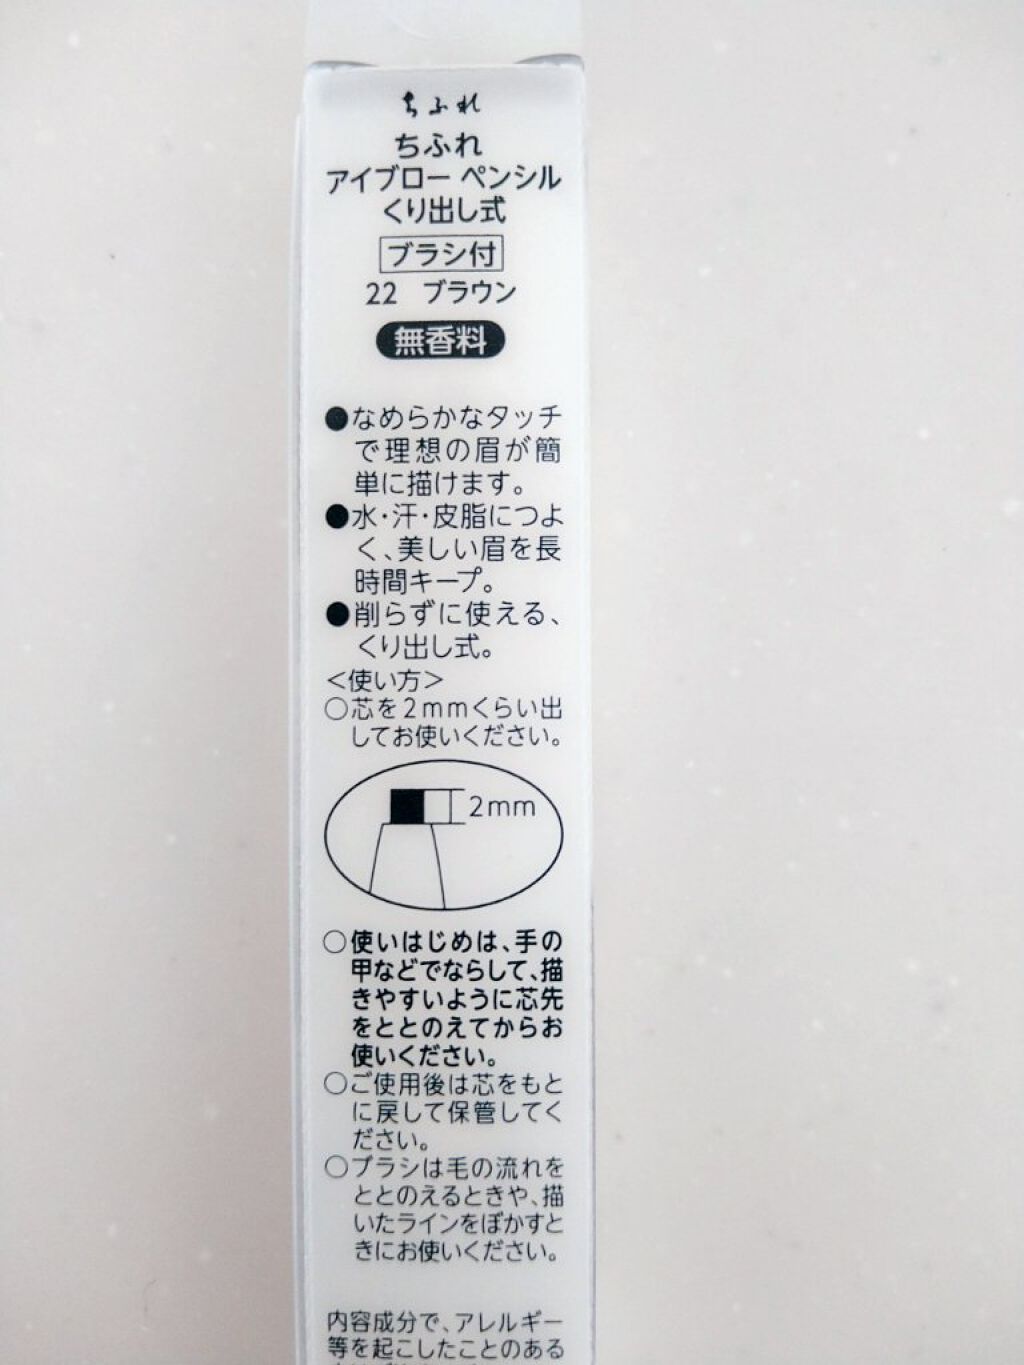 ちふれ
ちふれ
アイブロー ペンシル
くり出し式
ブラシ付
22 ブラウン
無香料
●なめらかなタッチ
で理想の眉が簡
単に描けます。
●水・汗・皮脂につよ
く、美しい眉を長
時間キープ。
●削らずに使える、
くり出し式。
＜使い方＞
○芯を2mmくらい出
してお使いください。
2mm
○使いはじめは、手の
甲などでならして、描
きやすいように芯先
をととのえてからお
使いください。
○ご使用後は芯をもと
に戻して保管してく
ださい。
○ブラシは毛の流れを
ととのえるときや、描
いたラインをぼかすと
きにお使いください。
内容成分で、アレルギー
等を起こしたことのある